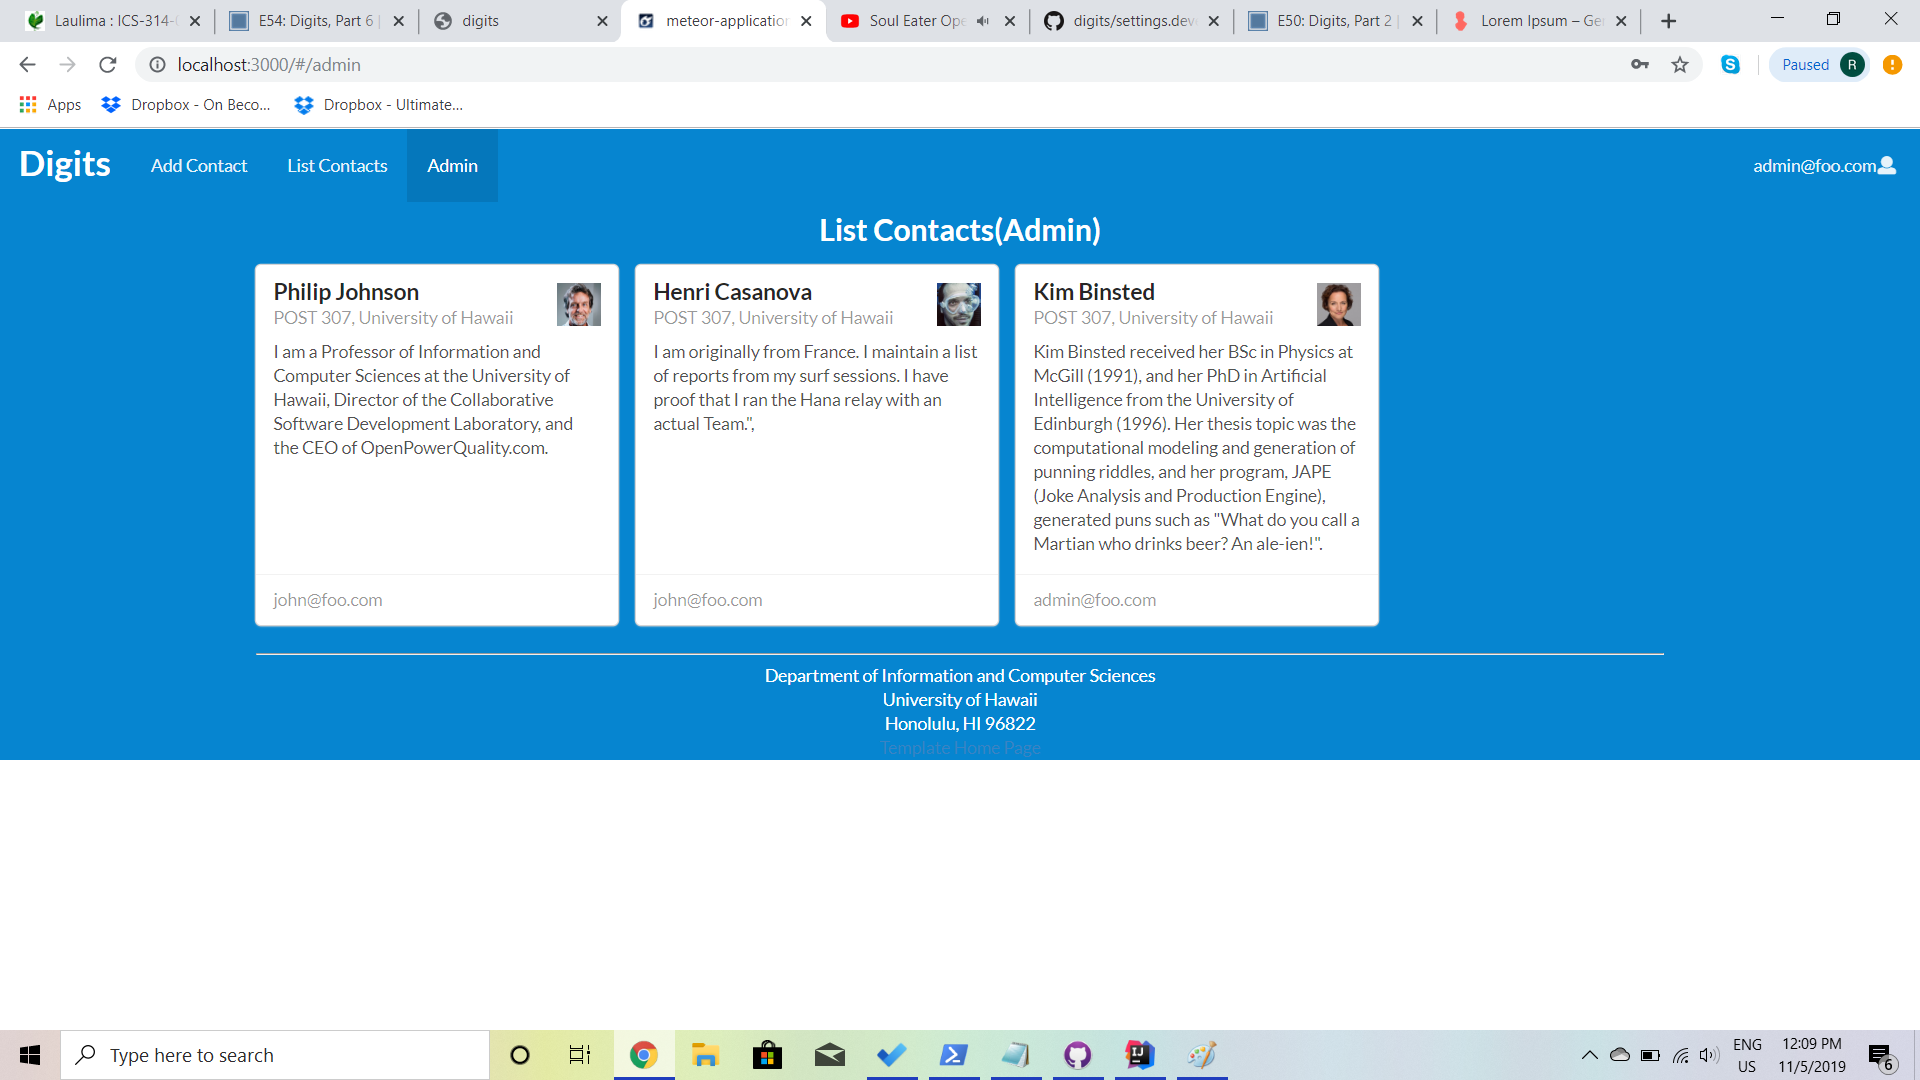 Laulima : ICS-314-
E54: Digits, Part 6 |
digits
meteor-application
Soul Eater Ope
digits/settings.deve
E50: Digits, Part 2 |
Lorem Ipsum – Ge
localhost:3000/#/admin
Paused
R
Apps
Dropbox - On Beco...
Dropbox - Ultimate...
Digits
Add Contact
List Contacts
Admin
admin@foo.com
List Contacts(Admin)
Philip Johnson
POST 307, University of Hawaii
I am a Professor of Information and
Computer Sciences at the University of
Hawaii, Director of the Collaborative
Software Development Laboratory, and
the CEO of OpenPowerQuality.com.
john@foo.com
Henri Casanova
POST 307, University of Hawaii
I am originally from France. I maintain a list
of reports from my surf sessions. I have
proof that I ran the Hana relay with an
actual Team.",
john@foo.com
Kim Binsted
POST 307, University of Hawaii
Kim Binsted received her BSc in Physics at
McGill (1991), and her PhD in Artificial
Intelligence from the University of
Edinburgh (1996). Her thesis topic was the
computational modeling and generation of
punning riddles, and her program, JAPE
(Joke Analysis and Production Engine),
generated puns such as "What do you call a
Martian who drinks beer? An ale-ien!".
admin@foo.com
Department of Information and Computer Sciences
University of Hawaii
Honolulu, HI 96822
Template Home Page
Type here to search
ENG
US
12:09 PM
11/5/2019
6